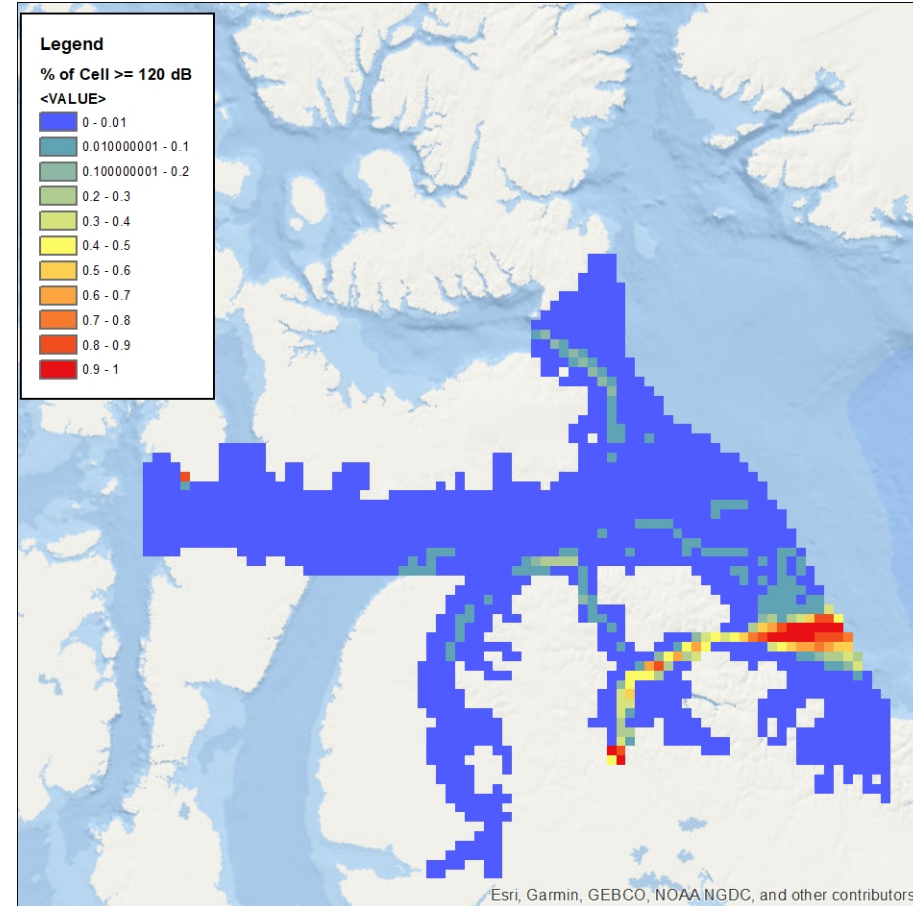 Legend
% of Cell >= 120 dB
<VALUE>
0 - 0.01
0.010000001 - 0.1
0.100000001 - 0.2
0.2 - 0.3
0.3 - 0.4
0.4 - 0.5
0.5 - 0.6
0.6 - 0.7
0.7 - 0.8
0.8 - 0.9
0.9 - 1
Esri, Garmin, GEBCO, NOAA NGDC, and other contributors